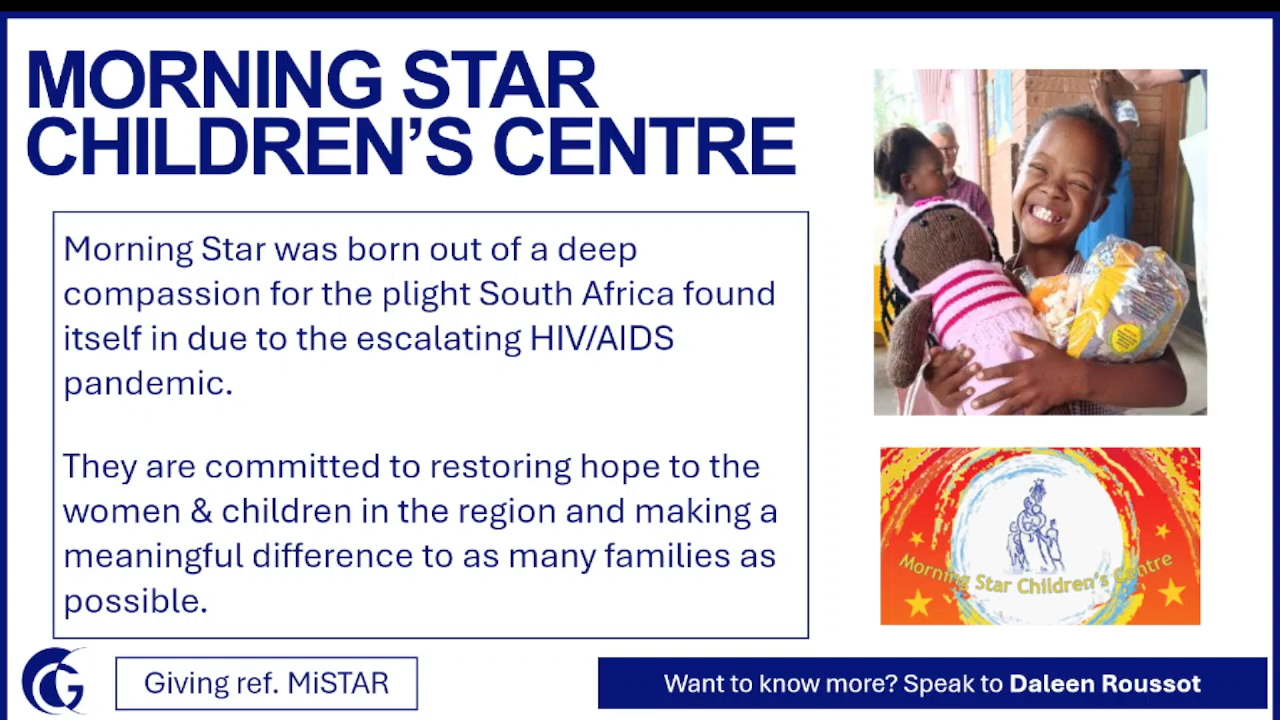 MORNING STAR
CHILDREN’S CENTRE
Morning Star was born out of a deep
compassion for the plight South Africa found
itself in due to the escalating HIV/AIDS
pandemic.
They are committed to restoring hope to the
women & children in the region and making a
meaningful difference to as many families as
possible.
Morning Star Children's Centre
Giving ref. MiSTAR
Want to know more? Speak to Daleen Roussot